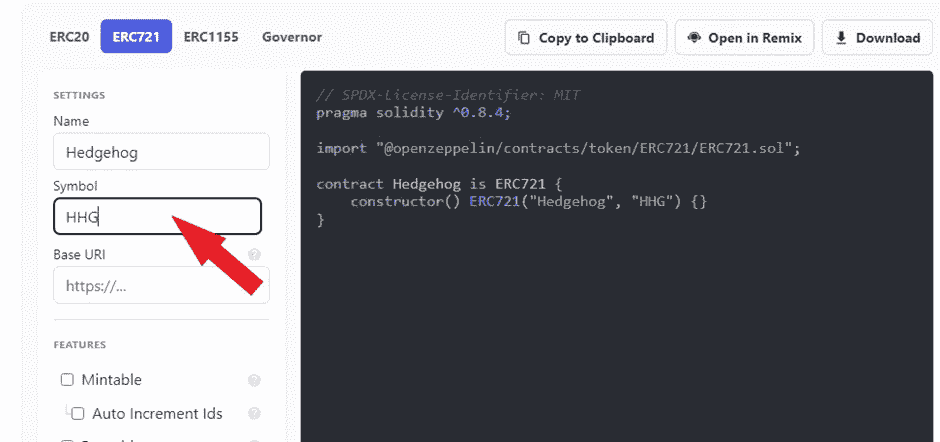 ERC20 ERC721 ERC1155 Governor Copy to Clipboard Open in Remix Download
SETTINGS
Name
Hedgehog
Symbol
HHG
Base URI ?
https://...
FEATURES
Mintable ?
Auto Increment Ids ?
// SPDX-License-Identifier: MIT
pragma solidity ^0.8.4;
import "@openzeppelin/contracts/token/ERC721/ERC721.sol";
contract Hedgehog is ERC721 {
    constructor() ERC721("Hedgehog", "HHG") {}
}